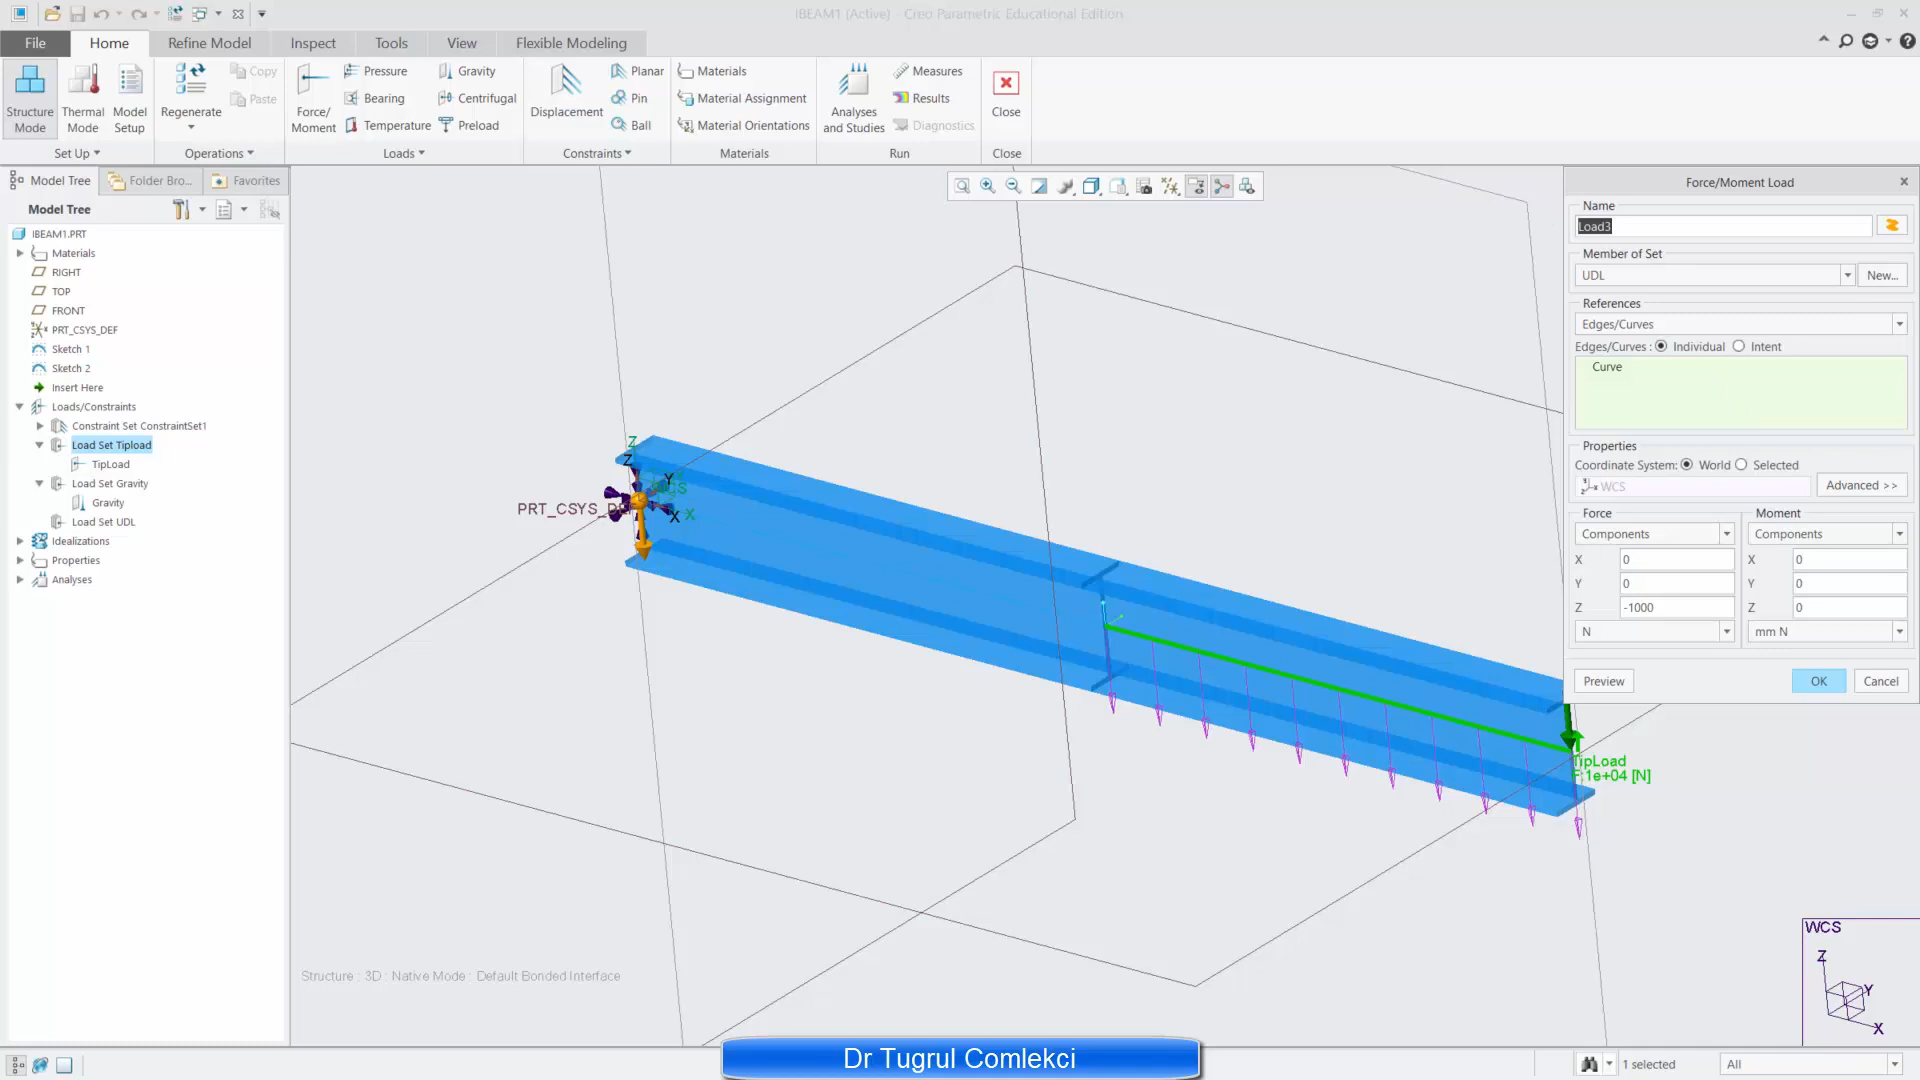 IBEAM1 (Active) - Creo Parametric Educational Edition
File Home Refine Model Inspect Tools View Flexible Modeling
Structure Mode
Thermal Mode
Model Setup
Set Up
Regenerate
Copy
Paste
Operations
Force/ Moment
Pressure
Bearing
Temperature
Gravity
Centrifugal
Preload
Loads
Displacement
Planar
Pin
Ball
Constraints
Materials
Material Assignment
Material Orientations
Materials
Analyses and Studies
Measures
Results
Diagnostics
Run
Close
Close
Model Tree Folder Bro... Favorites
Model Tree
IBEAM1.PRT
Materials
RIGHT
TOP
FRONT
PRT_CSYS_DEF
Sketch 1
Sketch 2
Insert Here
Loads/Constraints
Constraint Set ConstraintSet1
Load Set Tipload
TipLoad
Load Set Gravity
Gravity
Load Set UDL
Idealizations
Properties
Analyses
Z
Z
Y
WCS
PRT_CSYS_DEF
X X
TipLoad
F:1e+04 [N]
Structure : 3D : Native Mode : Default Bonded Interface
WCS
Z
Y
X
Force/Moment Load
Name
Load3
Member of Set
UDL New...
References
Edges/Curves
Edges/Curves : Individual Intent
Curve
Properties
Coordinate System: World Selected
WCS Advanced >>
Force Moment
Components Components
X 0 X 0
Y 0 Y 0
Z -1000 Z 0
N mm N
Preview OK Cancel
Dr Tugrul Comlekci
1 selected All